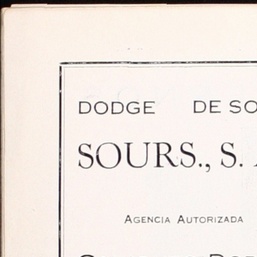 DODGE DE SO
SOURS., S.
AGENCIA AUTORIZADA